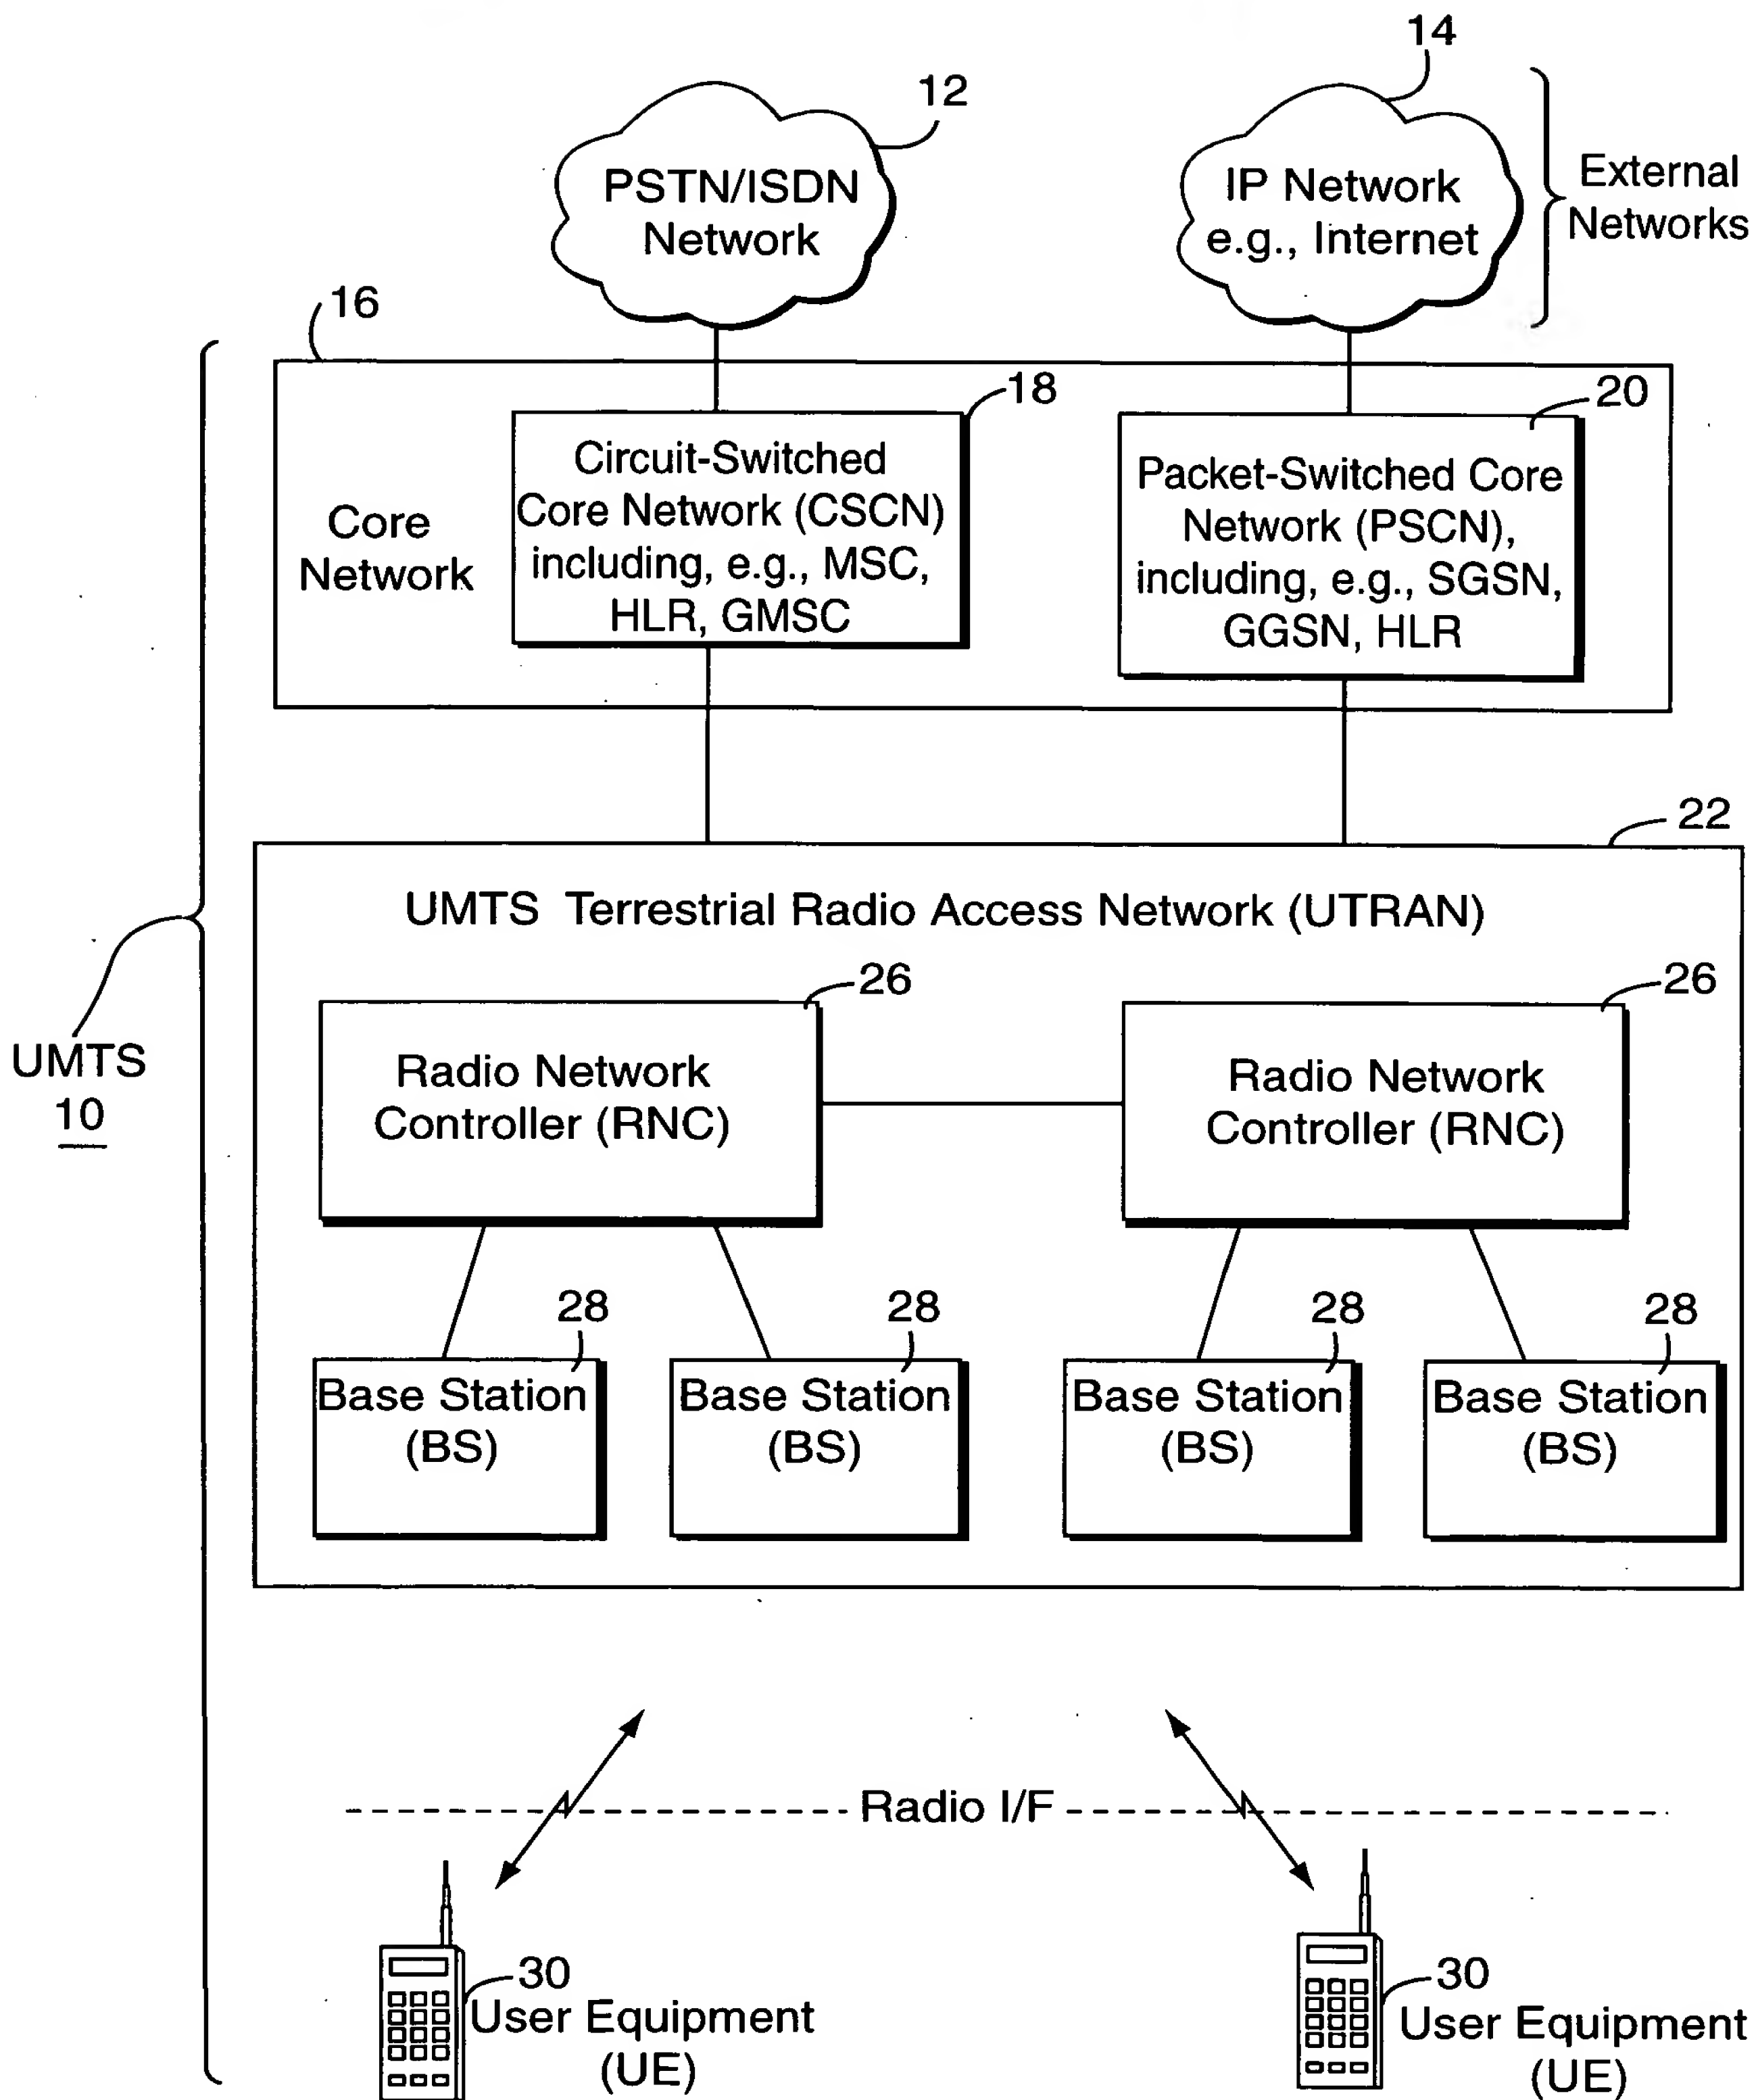 12
14
PSTN/ISDN
Network
IP Network
e.g., Internet
External
Networks
16
18
20
Core
Network
Circuit-Switched
Core Network (CSCN)
including, e.g., MSC,
HLR, GMSC
Packet-Switched Core
Network (PSCN),
including, e.g., SGSN,
GGSN, HLR
22
UMTS Terrestrial Radio Access Network (UTRAN)
26
26
UMTS
10
Radio Network
Controller (RNC)
Radio Network
Controller (RNC)
28
28
28
28
Base Station
(BS)
Base Station
(BS)
Base Station
(BS)
Base Station
(BS)
Radio I/F
30
User Equipment
(UE)
30
User Equipment
(UE)